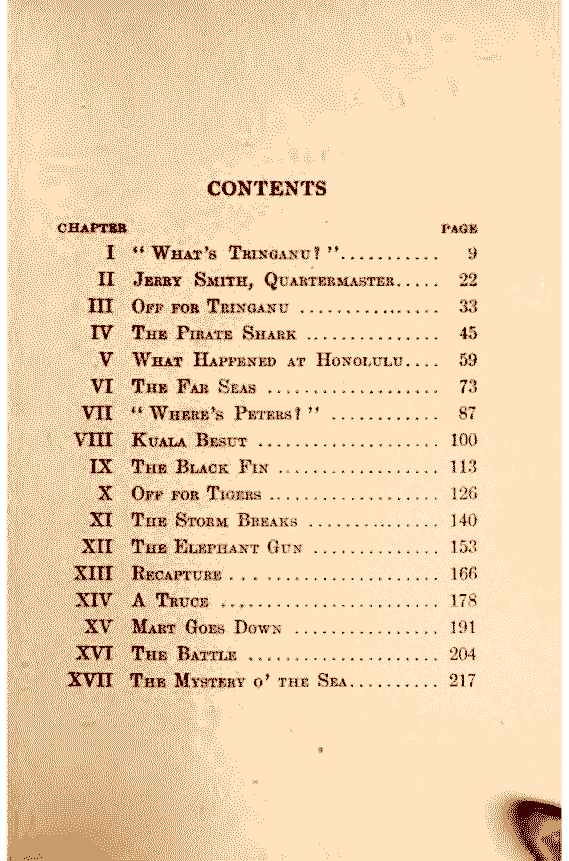 CONTENTS
CHAPTER PAGE
I “ What's Tringanu? ”........... 9
II Jerry Smith, Quartermaster..... 22
III Off for Tringanu .............. 33
IV The Pirate Shark ............... 45
V What Happened at Honolulu.... 59
VI The Far Seas .................. 73
VII “ Where's Peters? ” ............ 87
VIII Kuala Besut .................... 100
IX The Black Fin .................. 113
X Off for Tigers ................... 126
XI The Storm Breaks .............. 140
XII The Elephant Gun .............. 153
XIII Recapture ....................... 166
XIV A Truce ........................ 178
XV Mart Goes Down ................ 191
XVI The Battle ..................... 204
XVII The Mystery o' the Sea.......... 217